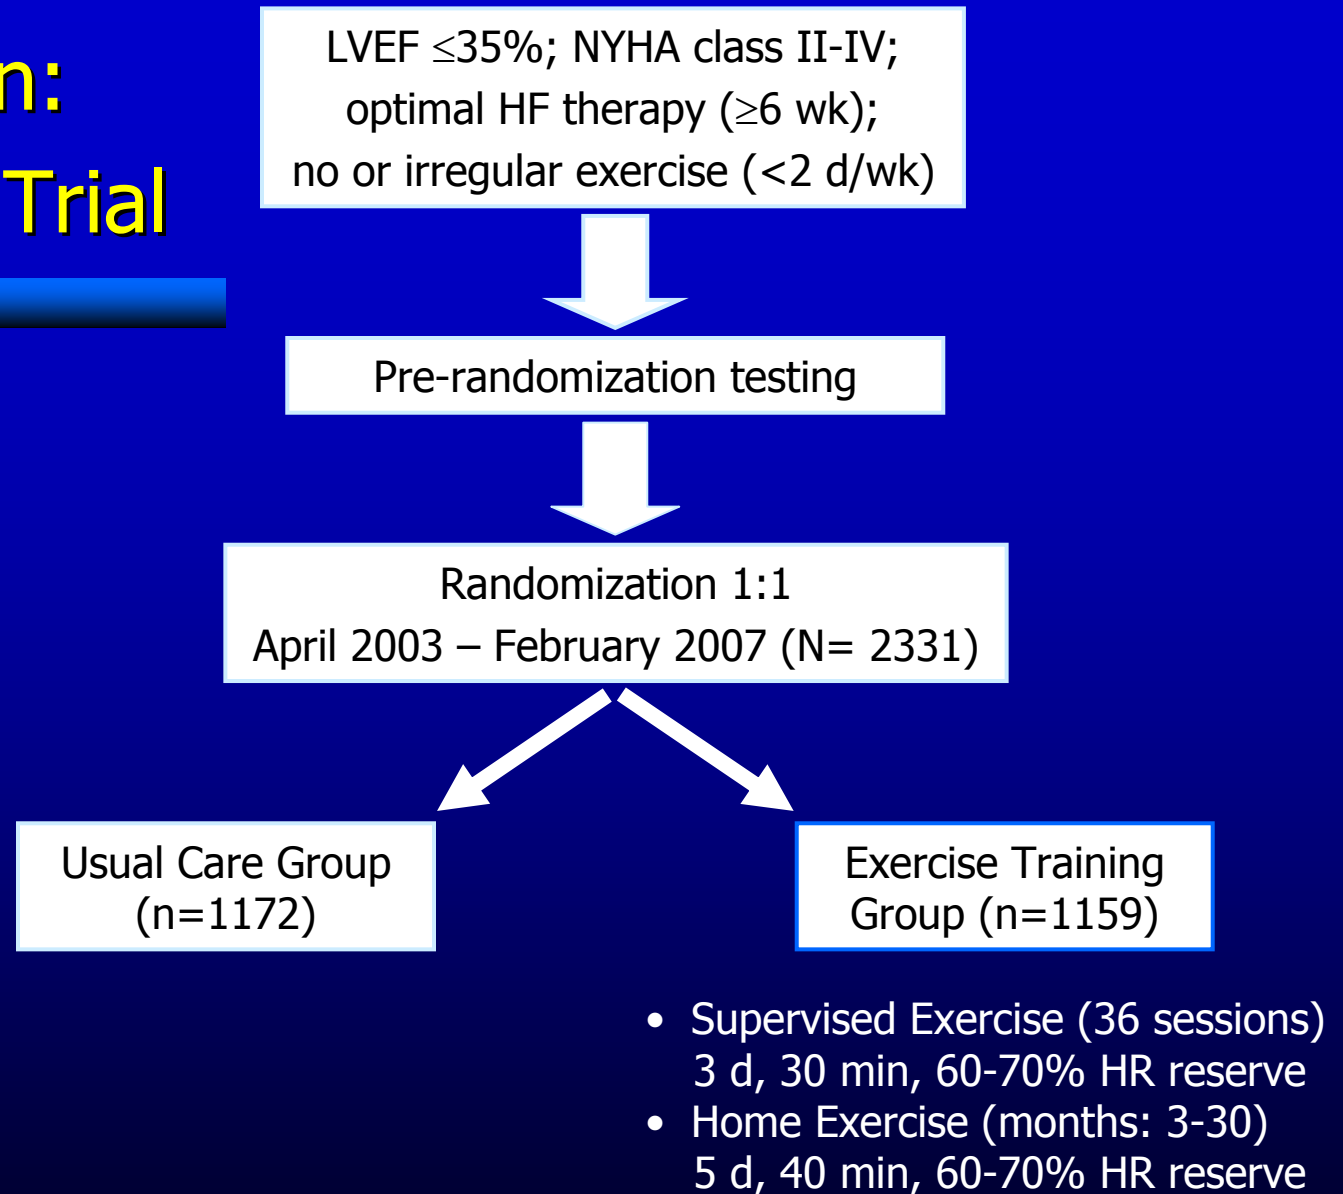 n:
Trial
LVEF ≤35%; NYHA class II-IV;
optimal HF therapy (≥6 wk);
no or irregular exercise (<2 d/wk)
Pre-randomization testing
Randomization 1:1
April 2003 – February 2007 (N= 2331)
Usual Care Group
(n=1172)
Exercise Training
Group (n=1159)
• Supervised Exercise (36 sessions)
3 d, 30 min, 60-70% HR reserve
• Home Exercise (months: 3-30)
5 d, 40 min, 60-70% HR reserve